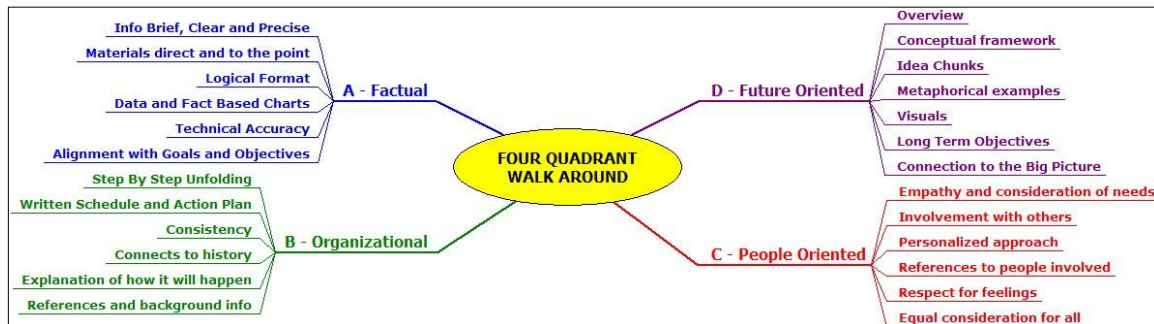 FOUR QUADRANT
WALK AROUND
A - Factual
Info Brief, Clear and Precise
Materials direct and to the point
Logical Format
Data and Fact Based Charts
Technical Accuracy
Alignment with Goals and Objectives
B - Organizational
Step By Step Unfolding
Written Schedule and Action Plan
Consistency
Connects to history
Explanation of how it will happen
References and background info
D - Future Oriented
Overview
Conceptual framework
Idea Chunks
Metaphorical examples
Visuals
Long Term Objectives
Connection to the Big Picture
C - People Oriented
Empathy and consideration of needs
Involvement with others
Personalized approach
References to people involved
Respect for feelings
Equal consideration for all